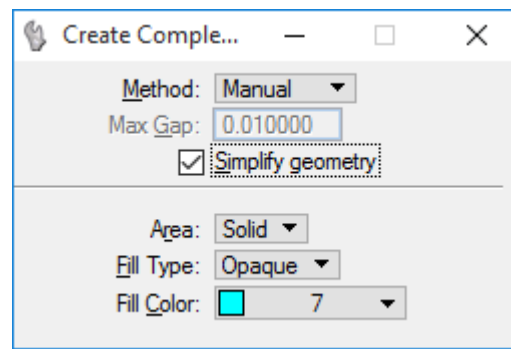 Create Comple...
Method: Manual
Max Gap: 0.010000
Simplify geometry
Area: Solid
Fill Type: Opaque
Fill Color: 7